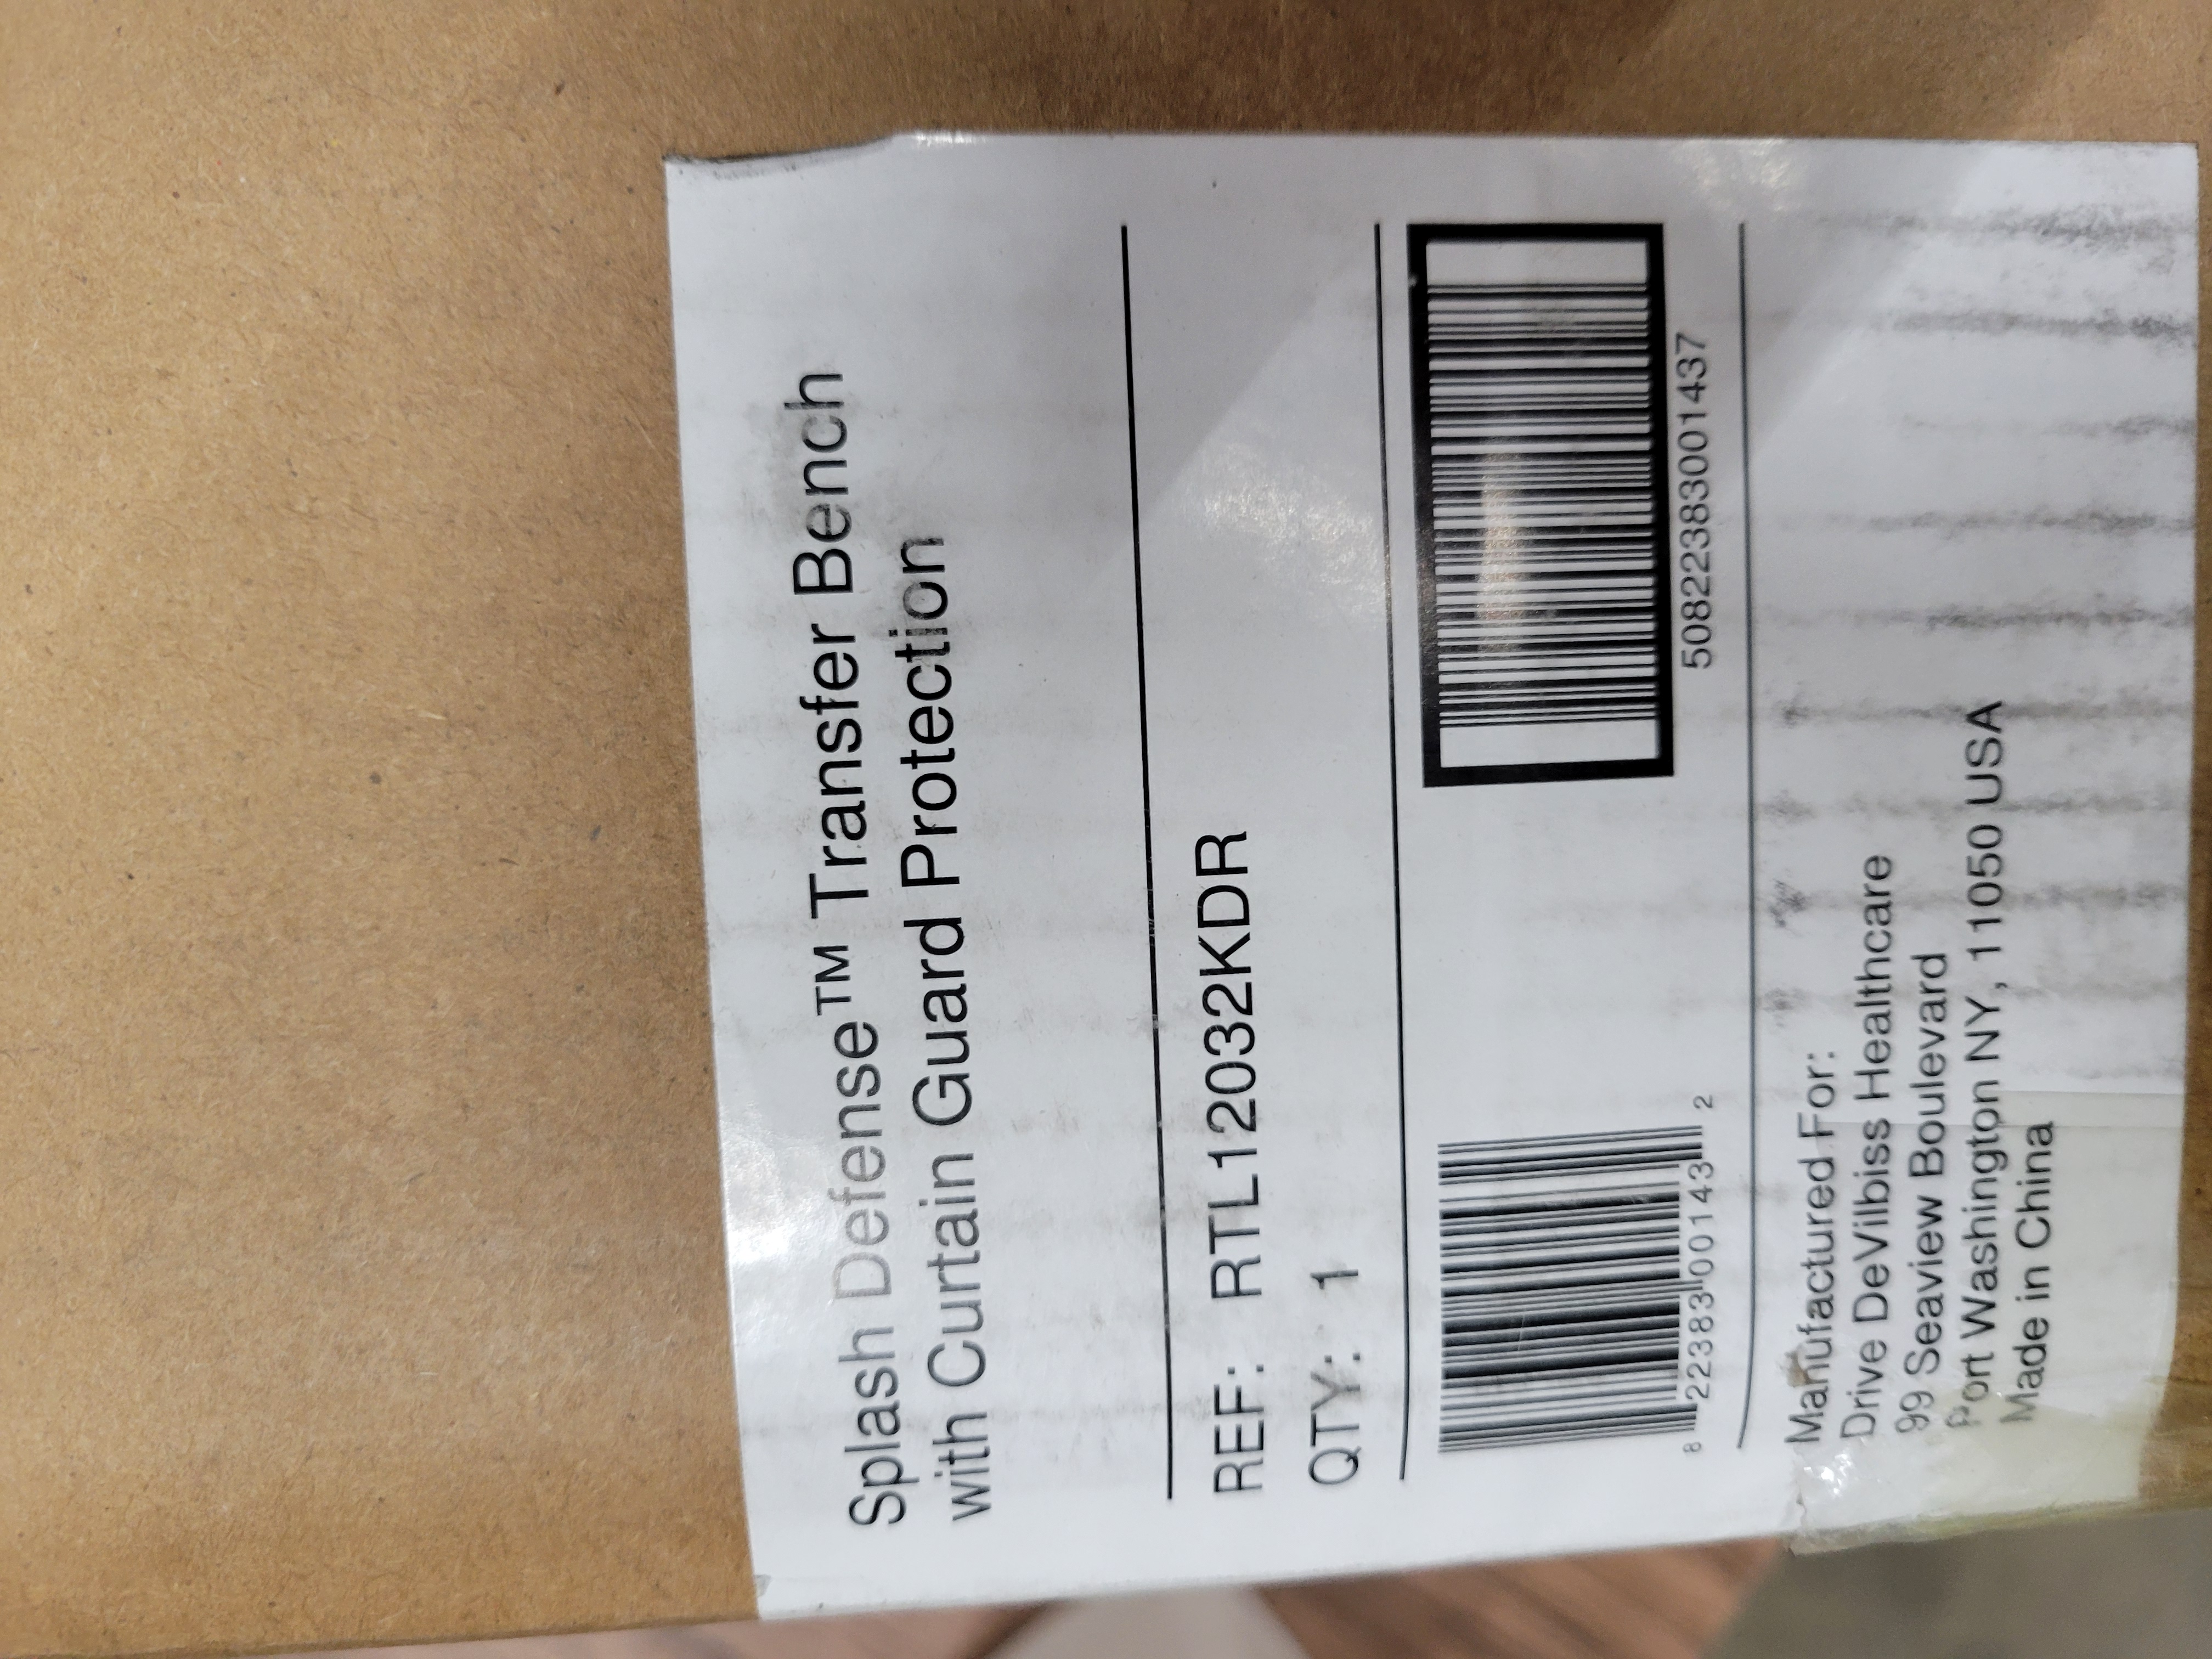 Splash Defense™ Transfer Bench
with Curtain Guard Protection
REF: RTL12032KDR
QTY: 1
8 22383 00143 2
50822383001437
Manufactured For:
Drive DeVilbiss Healthcare
99 Seaview Boulevard
Port Washington NY, 11050 USA
Made in China